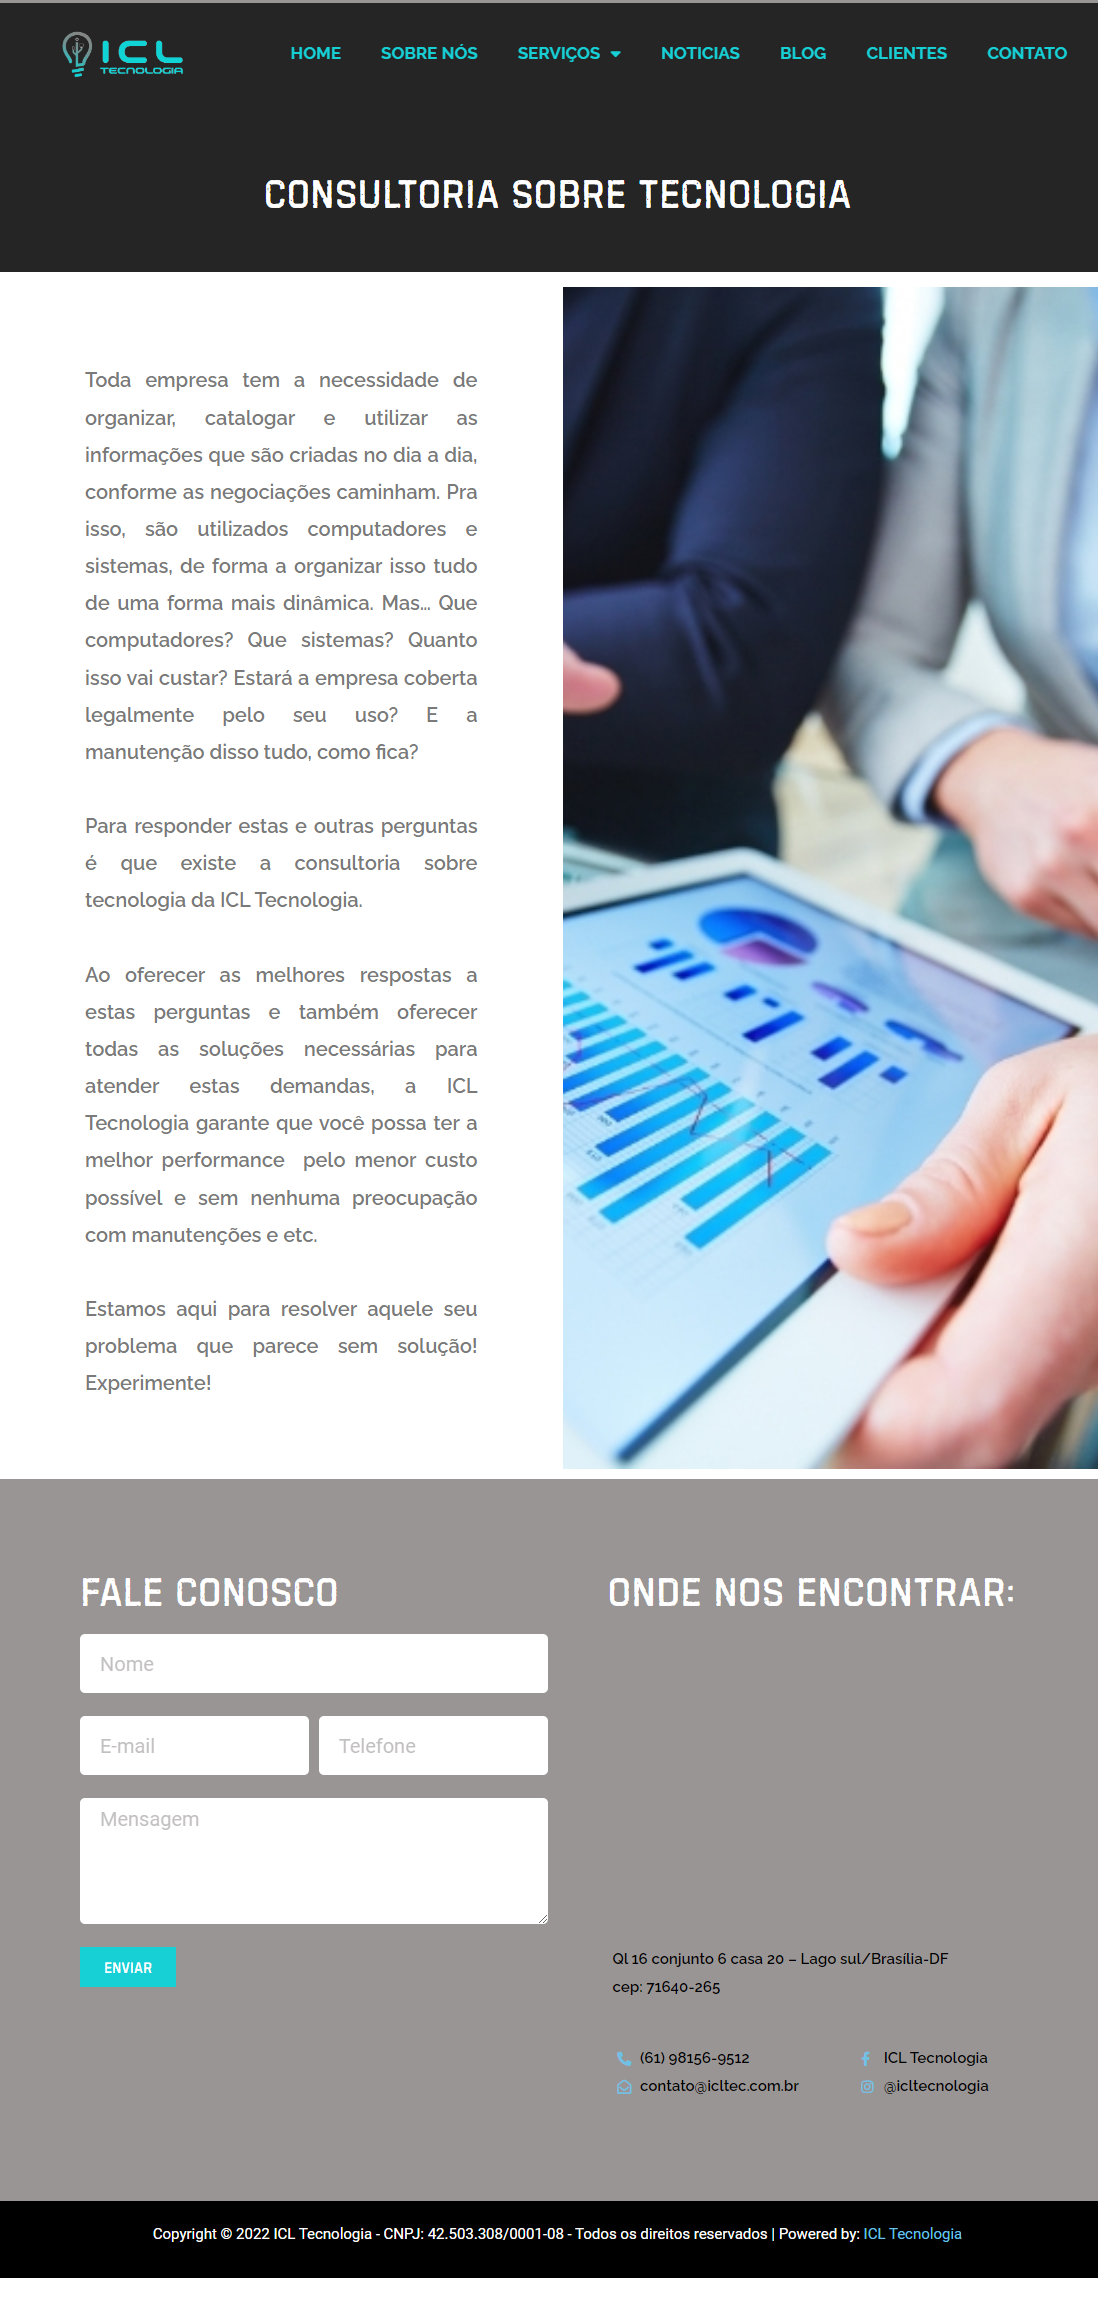 ICL
TECNOLOGIA
HOME
SOBRE NÓS
SERVIÇOS
NOTICIAS
BLOG
CLIENTES
CONTATO
CONSULTORIA SOBRE TECNOLOGIA
Toda empresa tem a necessidade de
organizar, catalogar e utilizar as
informações que são criadas no dia a dia,
conforme as negociações caminham. Pra
isso, são utilizados computadores e
sistemas, de forma a organizar isso tudo
de uma forma mais dinâmica. Mas... Que
computadores? Que sistemas? Quanto
isso vai custar? Estará a empresa coberta
legalmente pelo seu uso? E a
manutenção disso tudo, como fica?
Para responder estas e outras perguntas
é que existe a consultoria sobre
tecnologia da ICL Tecnologia.
Ao oferecer as melhores respostas a
estas perguntas e também oferecer
todas as soluções necessárias para
atender estas demandas, a ICL
Tecnologia garante que você possa ter a
melhor performance pelo menor custo
possível e sem nenhuma preocupação
com manutenções e etc.
Estamos aqui para resolver aquele seu
problema que parece sem solução!
Experimente!
FALE CONOSCO
Nome
E-mail
Telefone
Mensagem
ENVIAR
ONDE NOS ENCONTRAR:
Ql 16 conjunto 6 casa 20 – Lago sul/Brasília-DF
cep: 71640-265
(61) 98156-9512
contato@icltec.com.br
ICL Tecnologia
@icltecnologia
Copyright © 2022 ICL Tecnologia - CNPJ: 42.503.308/0001-08 - Todos os direitos reservados | Powered by: ICL Tecnologia